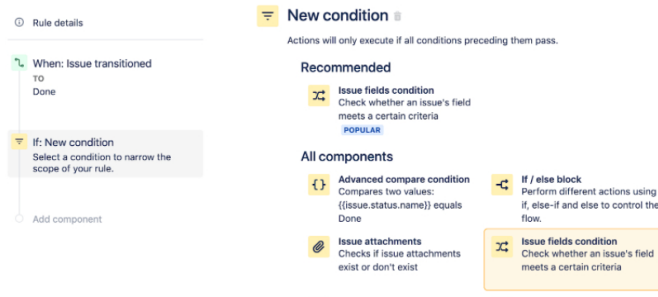 Rule details
When: Issue transitioned
TO
Done
If: New condition
Select a condition to narrow the
scope of your rule.
Add component
New condition
Actions will only execute if all conditions preceding them pass.
Recommended
Issue fields condition
Check whether an issue's field
meets a certain criteria
POPULAR
All components
Advanced compare condition
Compares two values:
{{issue.status.name}} equals
Done
If / else block
Perform different actions using
if, else-if and else to control the
flow.
Issue attachments
Checks if issue attachments
exist or don't exist
Issue fields condition
Check whether an issue's field
meets a certain criteria